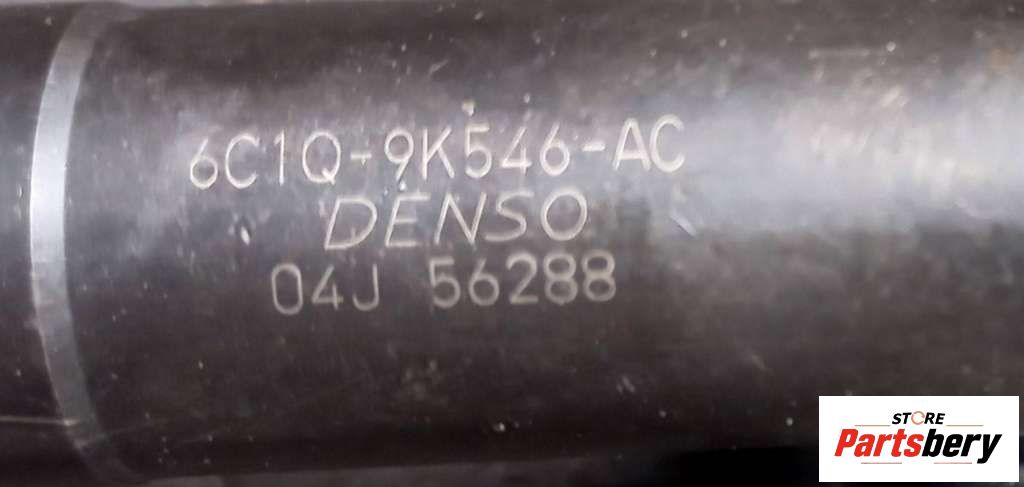 6C1Q-9K546-AC
DENSO
04J 56288
STORE
Partsbery